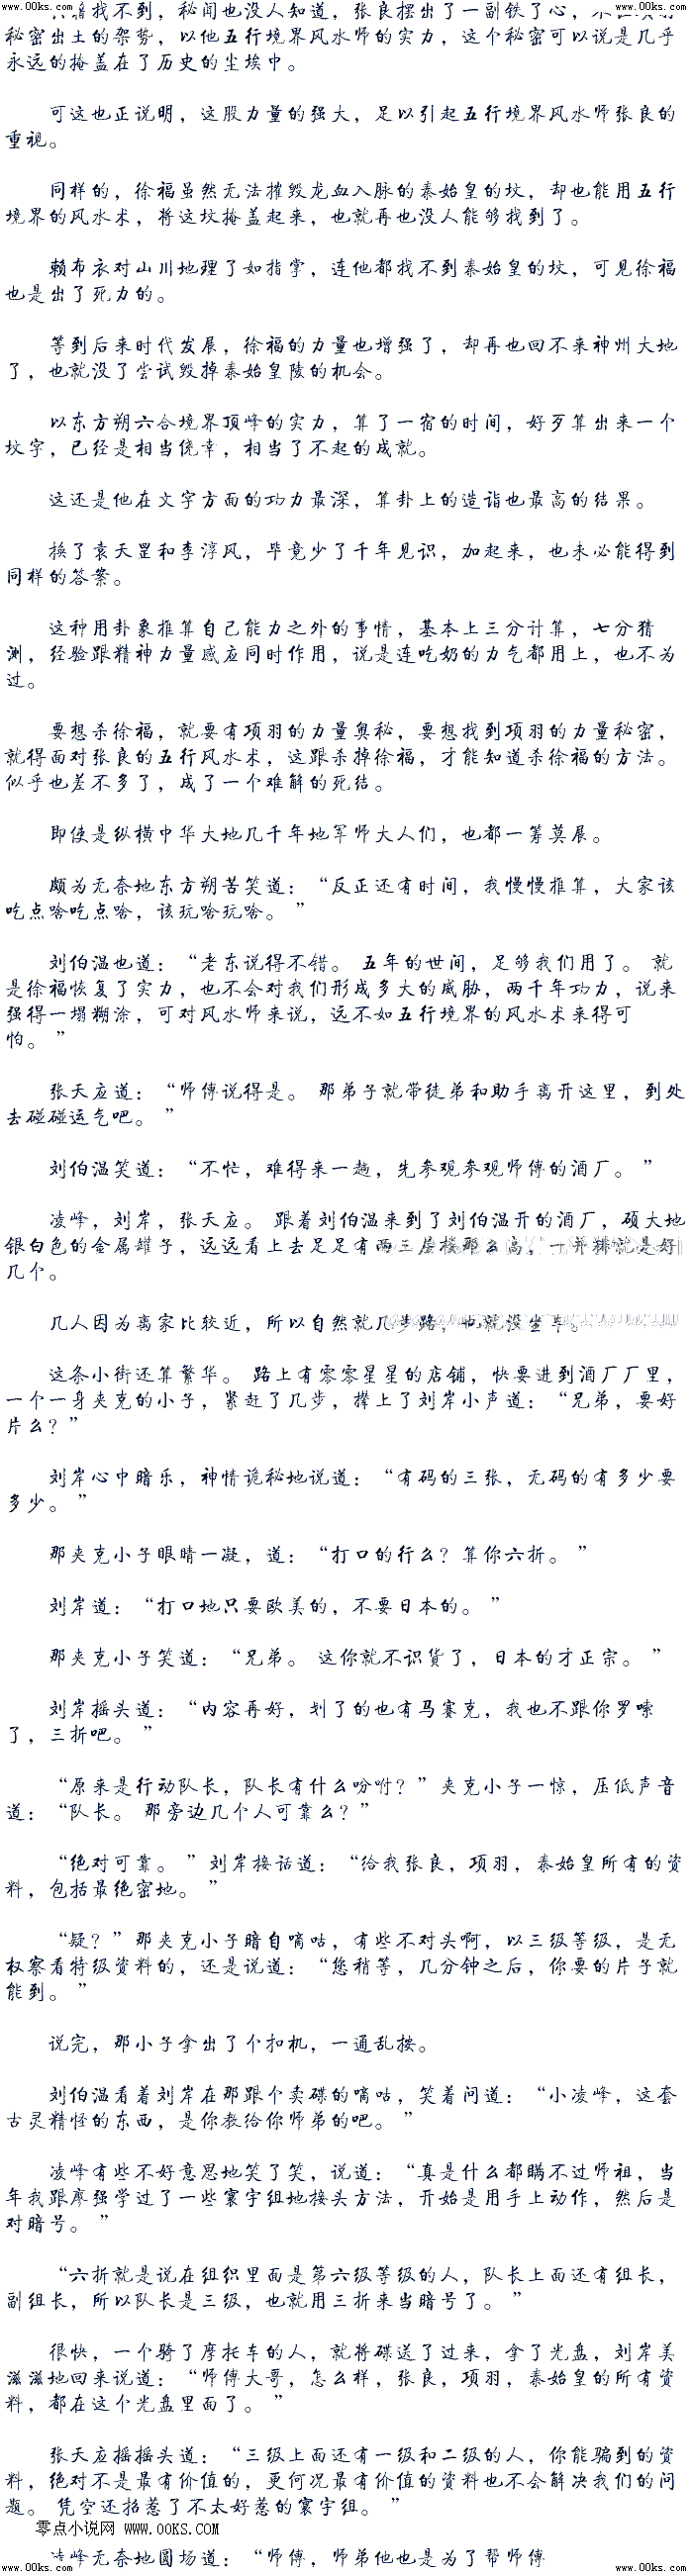 www.00ks.com www.00ks.com
找不到，秘闻也没人知道，张良摆出了一副铁了心，
秘密出土的架势，以他五行境界风水师的实力，这个秘密可以说是几乎
永远的掩盖在了历史的尘埃中。
可这也正说明，这股力量的强大，足以引起五行境界风水师张良的
重视。
同样的，徐福虽然无法摧毁龙血入脉的秦始皇的坟，却也能用五行
境界的风水术，将这坟掩盖起来，也就再也没人能够找到了。
赖布衣对山川地理了如指掌，连他都找不到秦始皇的坟，可见徐福
也是出了死力的。
等到后来时代发展，徐福的力量也增强了，却再也回不来神州大地
了，也就没了尝试毁掉秦始皇陵的机会。
以东方朔六合境界顶峰的实力，算了一宿的时间，好歹算出来一个
坟字，已经是相当侥幸，相当了不起的成就。
这还是他在文字方面的功力最深，算卦上的造诣也最高的结果。
换了袁天罡和李淳风，毕竟少了千年见识，加起来，也未必能得到
同样的答案。
这种用卦象推算自己能力之外的事情，基本上三分计算，七分猜
测，经验跟精神力量感应同时作用，说是连吃奶的力气都用上，也不为
过。
要想杀徐福，就要有项羽的力量奥秘，要想找到项羽的力量秘密，
就得面对张良的五行风水术，这跟杀掉徐福，才能知道杀徐福的方法。
似乎也差不多了，成了一个难解的死结。
即使是纵横中华大地几千年地军师大人们，也都一筹莫展。
颇为无奈地东方朔苦笑道：“反正还有时间，我慢慢推算，大家该
吃点啥吃点啥，该玩啥玩啥。”
刘伯温也道：“老东说得不错。 五年的世间，足够我们用了。 就
是徐福恢复了实力，也不会对我们形成多大的威胁，两千年功力，说来
强得一塌糊涂，可对风水师来说，远不如五行境界的风水术来得可
怕。”
张天应道：“师傅说得是。 那弟子就带徒弟和助手离开这里，到处
去碰碰运气吧。”
刘伯温笑道：“不忙，难得来一趟，先参观参观师傅的酒厂。”
凌峰，刘岸，张天应。 跟着刘伯温来到了刘伯温开的酒厂，硕大地
银白色的金属罐子，远远看上去足足有两三层楼那么高，一并排就是好
几个。
几人因为离家比较近，所以自然就几步路，也就没坐车。
这条小街还算繁华。 路上有零零星星的店铺，快要进到酒厂厂里，
一个一身夹克的小子，紧赶了几步，撵上了刘岸小声道：“兄弟，要好
片么？”
刘岸心中暗乐，神情诡秘地说道：“有码的三张，无码的有多少要
多少。”
那夹克小子眼睛一凝，道：“打口的行么？算你六折。”
刘岸道：“打口地只要欧美的，不要日本的。”
那夹克小子笑道：“兄弟。 这你就不识货了，日本的才正宗。”
刘岸摇头道：“内容再好，划了的也有马赛克，我也不跟你罗嗦
了，三折吧。”
“原来是行动队长，队长有什么吩咐？”夹克小子一惊，压低声音
道：“队长。 那旁边几个人可靠么？”
“绝对可靠。”刘岸接话道：“给我张良，项羽，秦始皇所有的资
料，包括最绝密地。”
“疑？”那夹克小子暗自嘀咕，有些不对头啊，以三级等级，是无
权察看特级资料的，还是说道：“您稍等，几分钟之后，你要的片子就
能到。”
说完，那小子拿出了个扣机，一通乱按。
刘伯温看着刘岸在那跟个卖碟的嘀咕，笑着问道：“小凌峰，这套
古灵精怪的东西，是你教给你师弟的吧。”
凌峰有些不好意思地笑了笑，说道：“真是什么都瞒不过师祖，当
年我跟廖强学过了一些寰宇组地接头方法，开始是用手上动作，然后是
对暗号。”
“六折就是说在组织里面是第六级等级的人，队长上面还有组长，
副组长，所以队长是三级，也就用三折来当暗号了。”
很快，一个骑了摩托车的人，就将碟送了过来，拿了光盘，刘岸美
滋滋地回来说道：“师傅大哥，怎么样，张良，项羽，秦始皇的所有资
料，都在这个光盘里面了。”
张天应摇摇头道：“三级上面还有一级和二级的人，你能骗到的资
料，绝对不是最有价值的，更何况最有价值的资料也不会解决我们的问
题。 凭空还招惹了不太好惹的寰宇组。”
零点小说网 www.00KS.com
凌峰无奈地圆场道：“师傅，师弟他也是为了帮师傅
www.00ks.com www.00ks.com